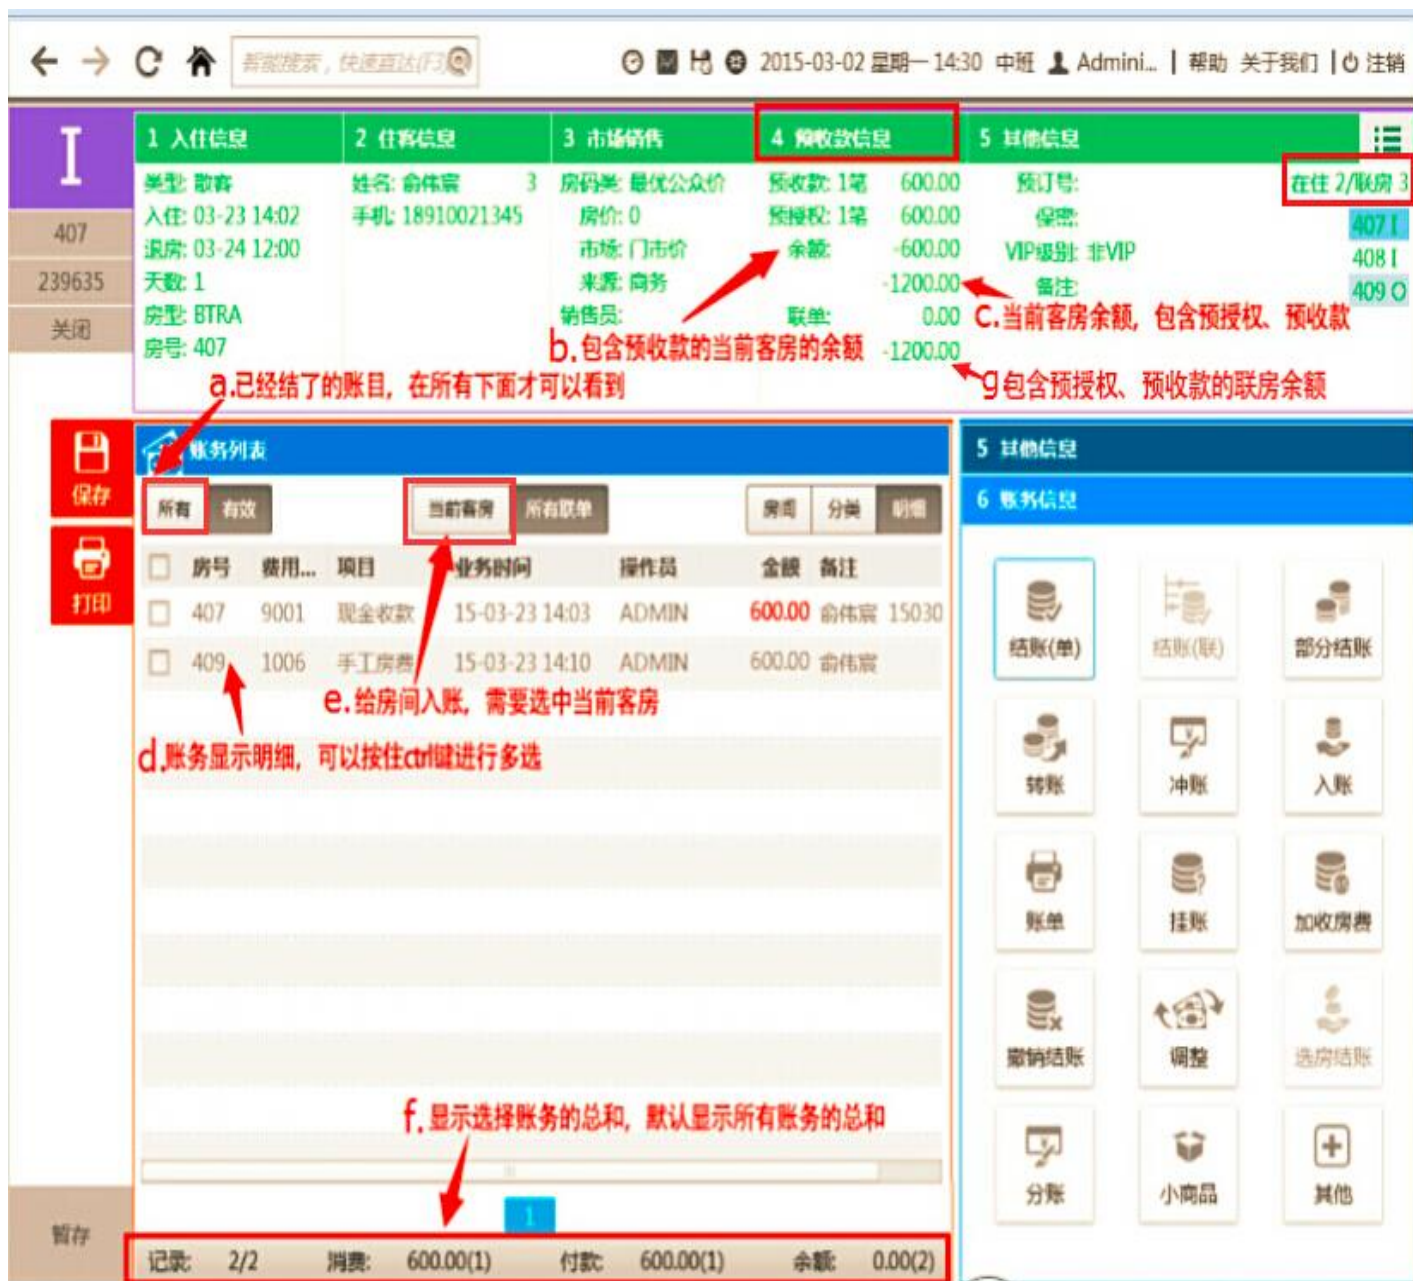 智能搜索，快速直达(F3)
2015-03-02 星期一 14:30 中班 Admini... | 帮助 关于我们 | 注销
I
407
239635
关闭
1 入住信息
类型: 散客
入住: 03-23 14:02
退房: 03-24 12:00
天数: 1
房型: BTRA
房号: 407
2 住客信息
姓名: 俞伟宸 3
手机: 18910021345
3 市场销售
房码类: 最优公众价
房价: 0
市场: 门市价
来源: 商务
销售员:
4 预收款信息
预收款: 1笔 600.00
预授权: 1笔 600.00
余额: -600.00
-1200.00
联单: 0.00
-1200.00
5 其他信息
预订号:
保密:
VIP级别: 非VIP
备注:
在住 2/联房 3
407 I
408 I
409 O
b.包含预收款的当前客房的余额
c.当前客房余额，包含预授权、预收款
a.已经结了的账目，在所有下面才可以看到
g包含预授权、预收款的联房余额
保存
打印
账务列表
所有 有效 当前客房 所有联单 房间 分类 明细
房号 费用... 项目 业务时间 操作员 金额 备注
407 9001 现金收款 15-03-23 14:03 ADMIN 600.00 俞伟宸 15030
409 1006 手工房费 15-03-23 14:10 ADMIN 600.00 俞伟宸
e.给房间入账，需要选中当前客房
d.账务显示明细，可以按住ctrl键进行多选
f.显示选择账务的总和，默认显示所有账务的总和
1
暂存
记录: 2/2 消费: 600.00(1) 付款: 600.00(1) 余额: 0.00(2)
5 其他信息
6 账务信息
结账(单) 结账(联) 部分结账
转账 冲账 入账
账单 挂账 加收房费
撤销结账 调整 选房结账
分账 小商品 其他